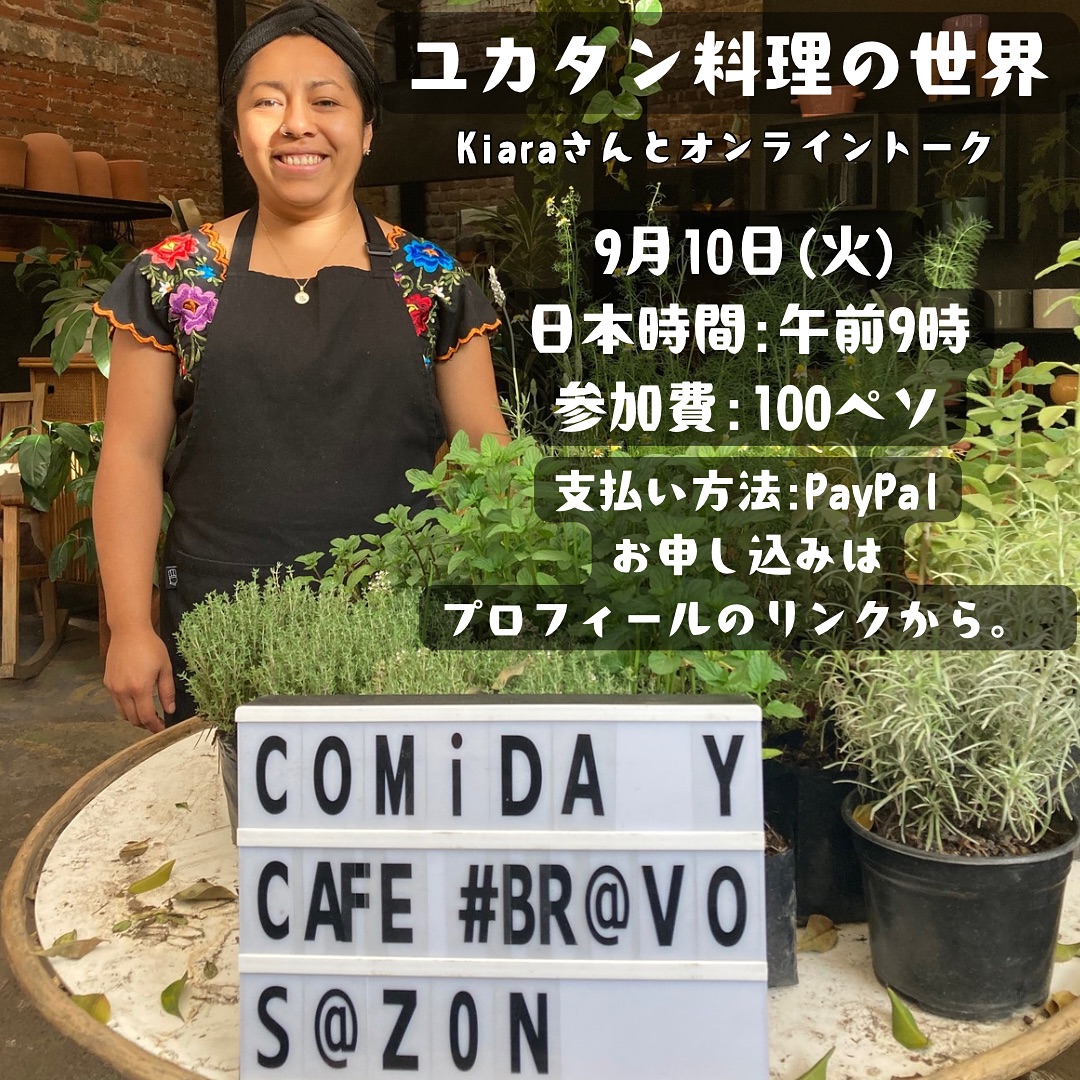 ユカタン料理の世界
Kiaraさんとオンライントーク
9月10日(火)
日本時間:午前9時
参加費:100ペソ
支払い方法:PayPal
お申し込みは
プロフィールのリンクから。
COMiDA Y
CAFE #BR@VO
S@ZON